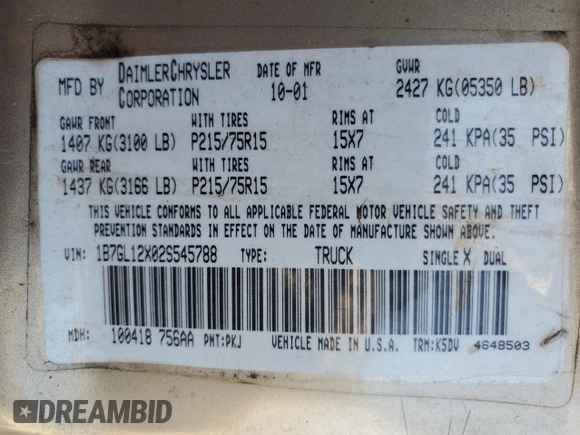 MFD BY DAIMLERCHRYSLER CORPORATION DATE OF MFR 10-01 GVWR 2427 KG(05350 LB)
GAWR FRONT WITH TIRES RIMS AT COLD
1407 KG(3100 LB) P215/75R15 15X7 241 KPA(35 PSI)
GAWR REAR WITH TIRES RIMS AT COLD
1437 KG(3166 LB) P215/75R15 15X7 241 KPA(35 PSI)
THIS VEHICLE CONFORMS TO ALL APPLICABLE FEDERAL MOTOR VEHICLE SAFETY AND THEFT
PREVENTION STANDARDS IN EFFECT ON THE DATE OF MANUFACTURE SHOWN ABOVE.
VIN: 1B7GL12X02S545788 TYPE: TRUCK SINGLE X DUAL
MDH: 100418 756AA PNT:PKJ VEHICLE MADE IN U.S.A. TRM:K5DV 4648503
DREAMBID